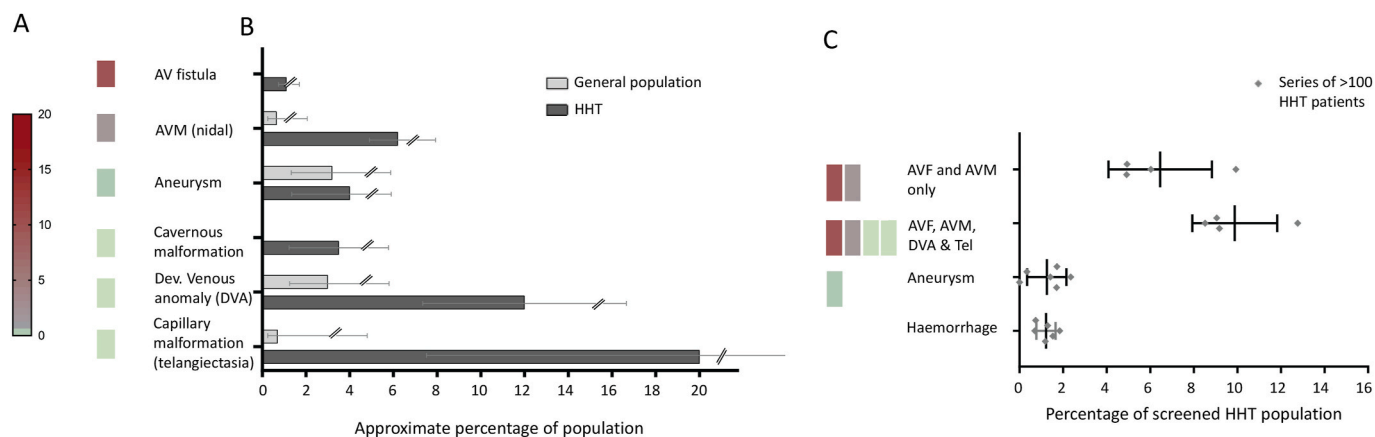 A
B
C
20
15
10
5
0
AV fistula
AVM (nidal)
Aneurysm
Cavernous
malformation
Dev. Venous
anomaly (DVA)
Capillary
malformation
(telangiectasia)
General population
HHT
0 2 4 6 8 10 12 14 16 18 20
Approximate percentage of population
Series of >100
HHT patients
AVF and AVM
only
AVF, AVM,
DVA & Tel
Aneurysm
Haemorrhage
0 2 4 6 8 10 12 14 16
Percentage of screened HHT population